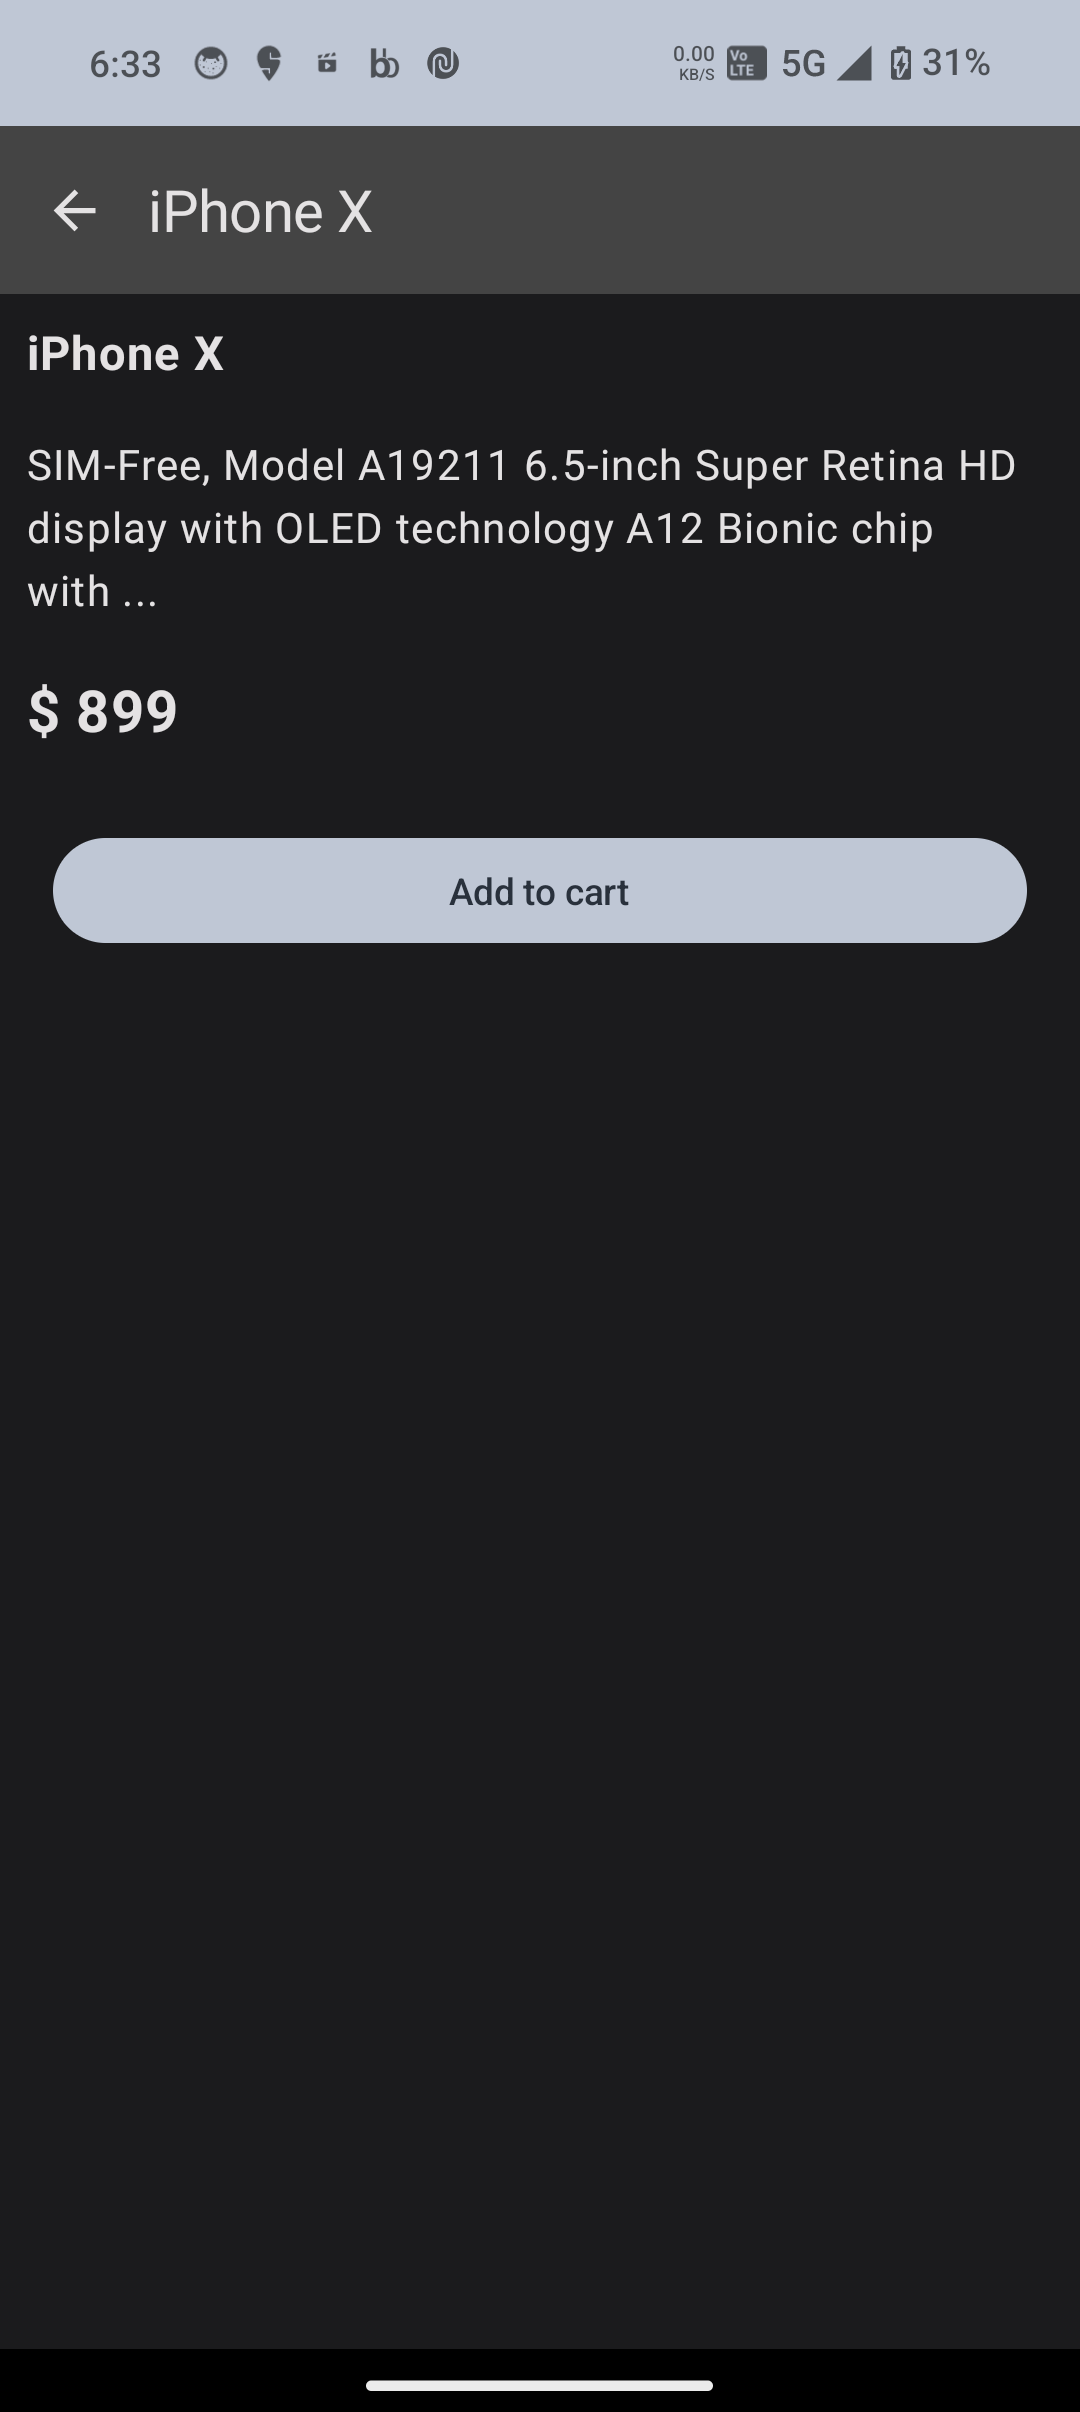 6:33
0.00
KB/S
Vo
LTE
5G
31%
iPhone X
iPhone X
SIM-Free, Model A19211 6.5-inch Super Retina HD
display with OLED technology A12 Bionic chip
with ...
$ 899
Add to cart